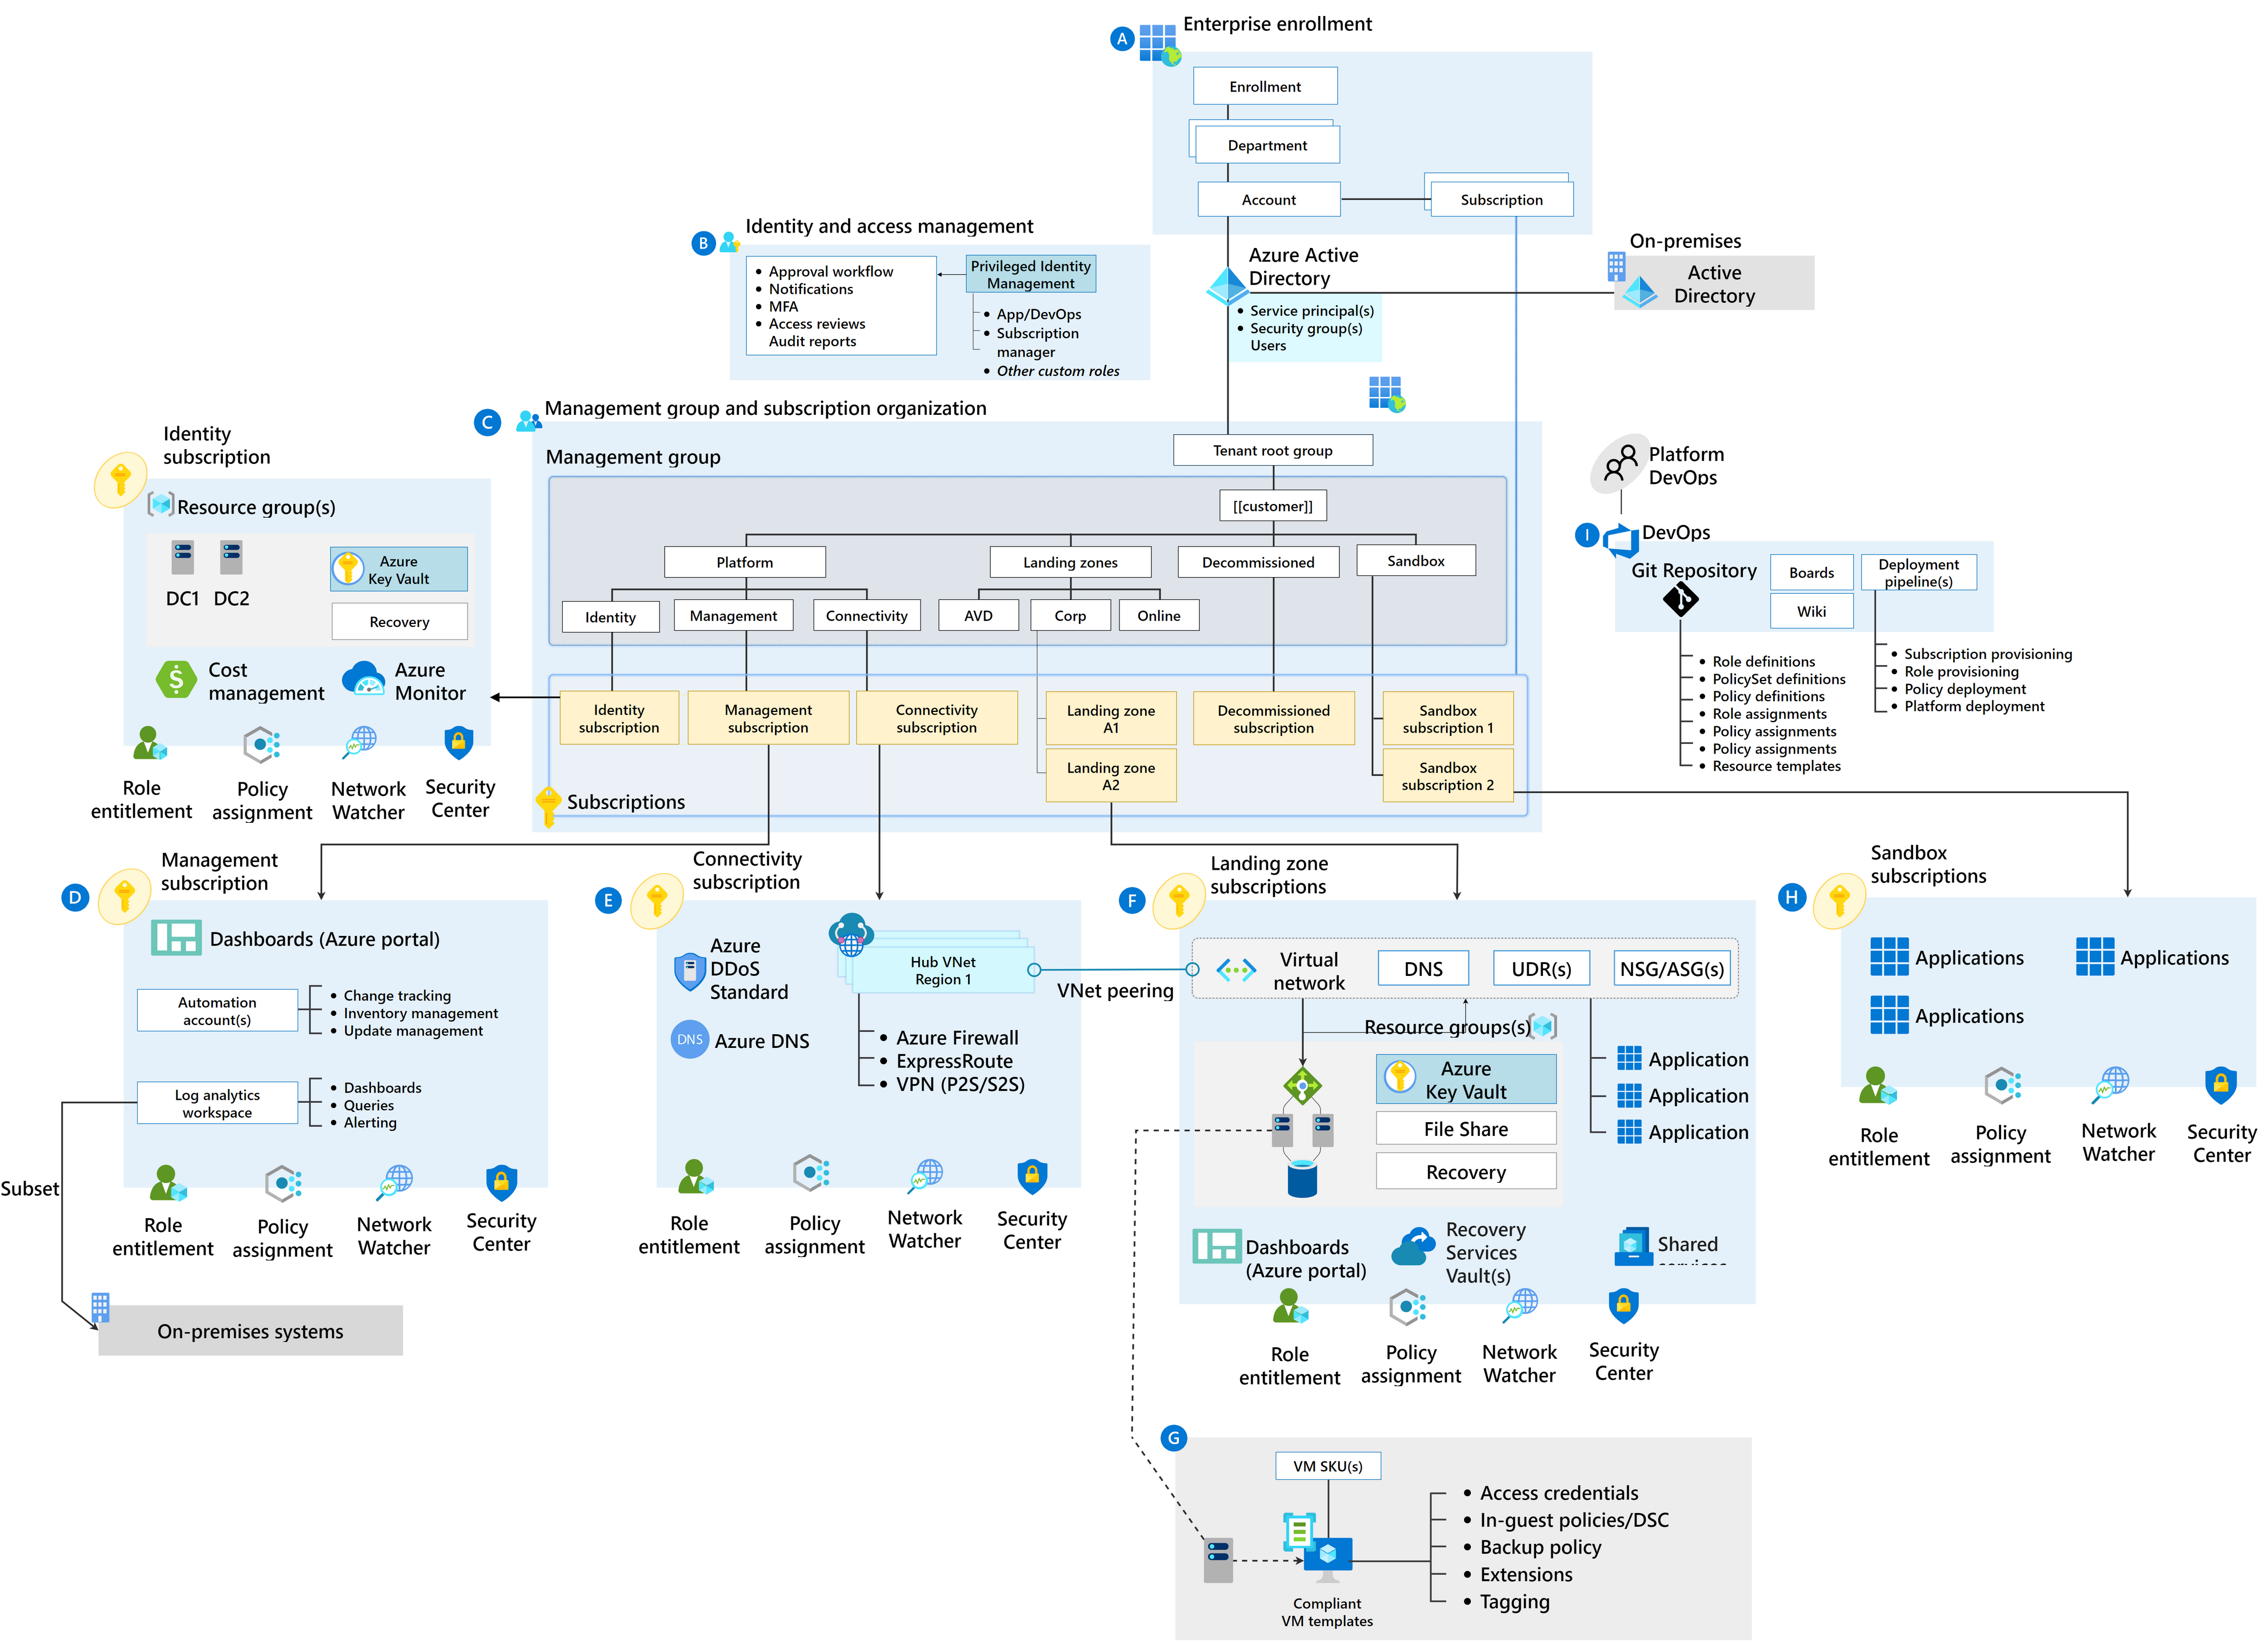 A
Enterprise enrollment
Enrollment
Department
Account
Subscription
B
Identity and access management
Approval workflow
Notifications
MFA
Access reviews
Audit reports
Privileged Identity
Management
App/DevOps
Subscription
manager
Other custom roles
Azure Active
Directory
Service principal(s)
Security group(s)
Users
On-premises
Active
Directory
C
Management group and subscription organization
Management group
Tenant root group
[[customer]]
Platform
Landing zones
Decommissioned
Sandbox
Identity
Management
Connectivity
AVD
Corp
Online
Identity
subscription
Management
subscription
Connectivity
subscription
Landing zone
A1
Decommissioned
subscription
Sandbox
subscription 1
Landing zone
A2
Sandbox
subscription 2
Subscriptions
Identity
subscription
Resource group(s)
DC1
DC2
Azure
Key Vault
Recovery
Cost
management
Azure
Monitor
Role
entitlement
Policy
assignment
Network
Watcher
Security
Center
Platform
DevOps
I
DevOps
Git Repository
Boards
Wiki
Deployment
pipeline(s)
Role definitions
PolicySet definitions
Policy definitions
Role assignments
Policy assignments
Policy assignments
Resource templates
Subscription provisioning
Role provisioning
Policy deployment
Platform deployment
D
Management
subscription
Dashboards (Azure portal)
Automation
account(s)
Change tracking
Inventory management
Update management
Log analytics
workspace
Dashboards
Queries
Alerting
Role
entitlement
Policy
assignment
Network
Watcher
Security
Center
Subset
On-premises systems
E
Connectivity
subscription
Azure
DDoS
Standard
DNS
Azure DNS
Hub VNet
Region 1
Azure Firewall
ExpressRoute
VPN (P2S/S2S)
Role
entitlement
Policy
assignment
Network
Watcher
Security
Center
VNet peering
F
Landing zone
subscriptions
Virtual
network
DNS
UDR(s)
NSG/ASG(s)
Resource groups(s)
Azure
Key Vault
File Share
Recovery
Application
Application
Application
Dashboards
(Azure portal)
Recovery
Services
Vault(s)
Shared
services
Role
entitlement
Policy
assignment
Network
Watcher
Security
Center
H
Sandbox
subscriptions
Applications
Applications
Applications
Role
entitlement
Policy
assignment
Network
Watcher
Security
Center
G
VM SKU(s)
Compliant
VM templates
Access credentials
In-guest policies/DSC
Backup policy
Extensions
Tagging